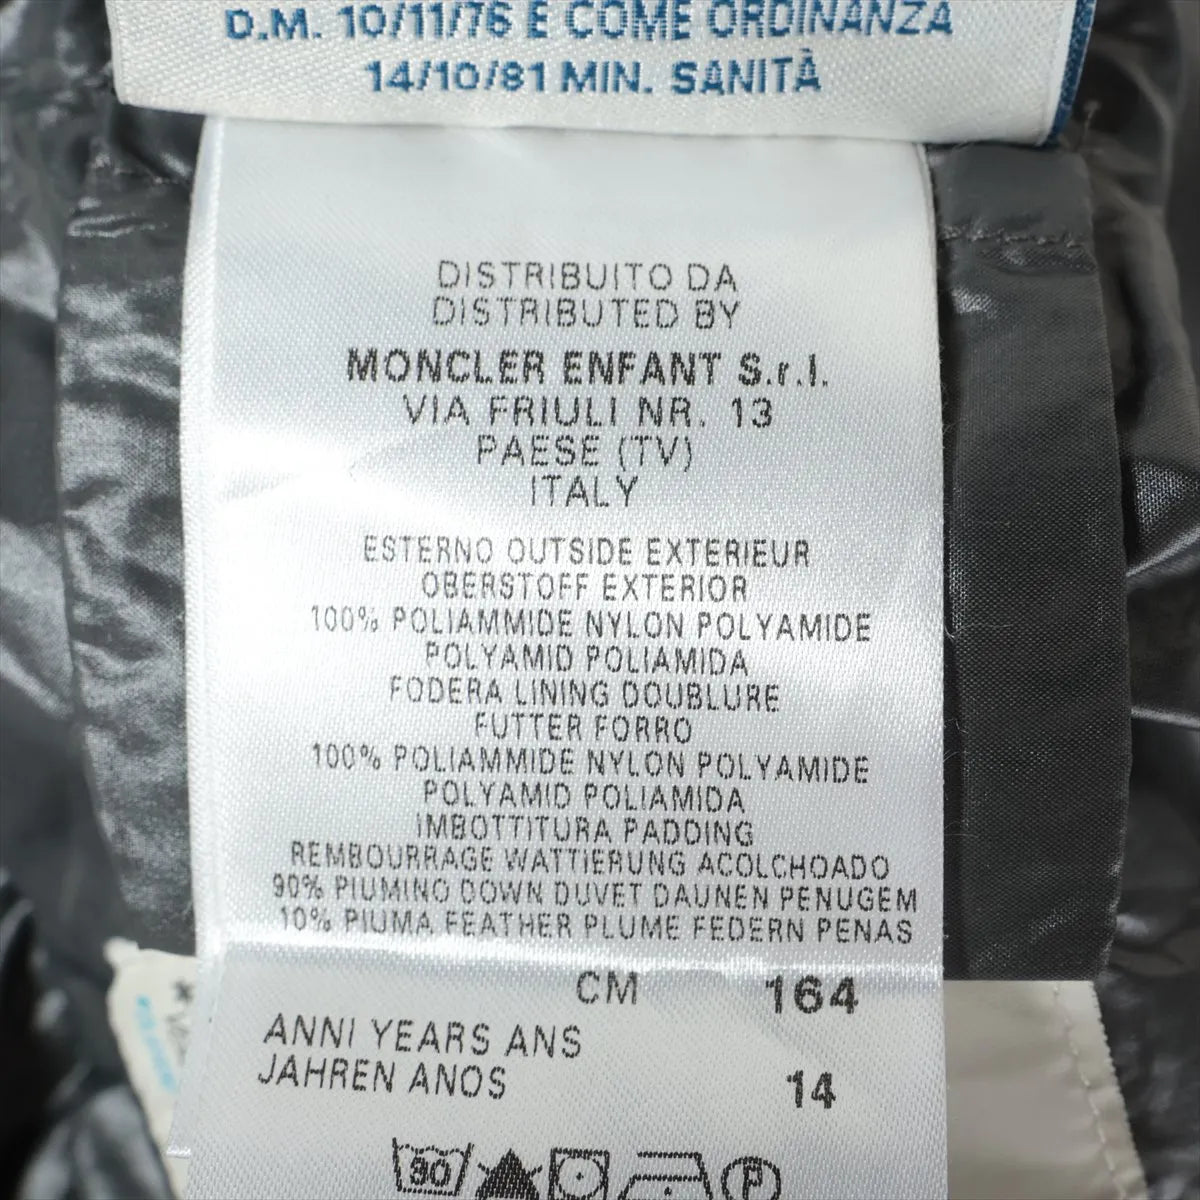 D.M. 10/11/76 E COME ORDINANZA
14/10/81 MIN. SANITÀ
DISTRIBUITO DA
DISTRIBUTED BY
MONCLER ENFANT S.r.l.
VIA FRIULI NR. 13
PAESE (TV)
ITALY
ESTERNO OUTSIDE EXTERIEUR
OBERSTOFF EXTERIOR
100% POLIAMMIDE NYLON POLYAMIDE
POLYAMID POLIAMIDA
FODERA LINING DOUBLURE
FUTTER FORRO
100% POLIAMMIDE NYLON POLYAMIDE
POLYAMID POLIAMIDA
IMBOTTITURA PADDING
REMBOURRAGE WATTIERUNG ACOLCHOADO
90% PIUMINO DOWN DUVET DAUNEN PENUGEM
10% PIUMA FEATHER PLUME FEDERN PENAS
CM 164
ANNI YEARS ANS
JAHREN ANOS 14
30 P